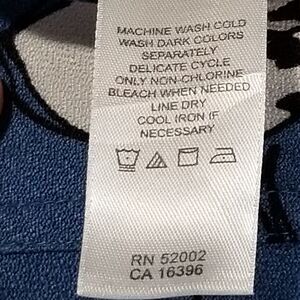 MACHINE WASH COLD
WASH DARK COLORS
SEPARATELY
DELICATE CYCLE
ONLY NON-CHLORINE
BLEACH WHEN NEEDED
LINE DRY
COOL IRON IF
NECESSARY
RN 52002
CA 16396